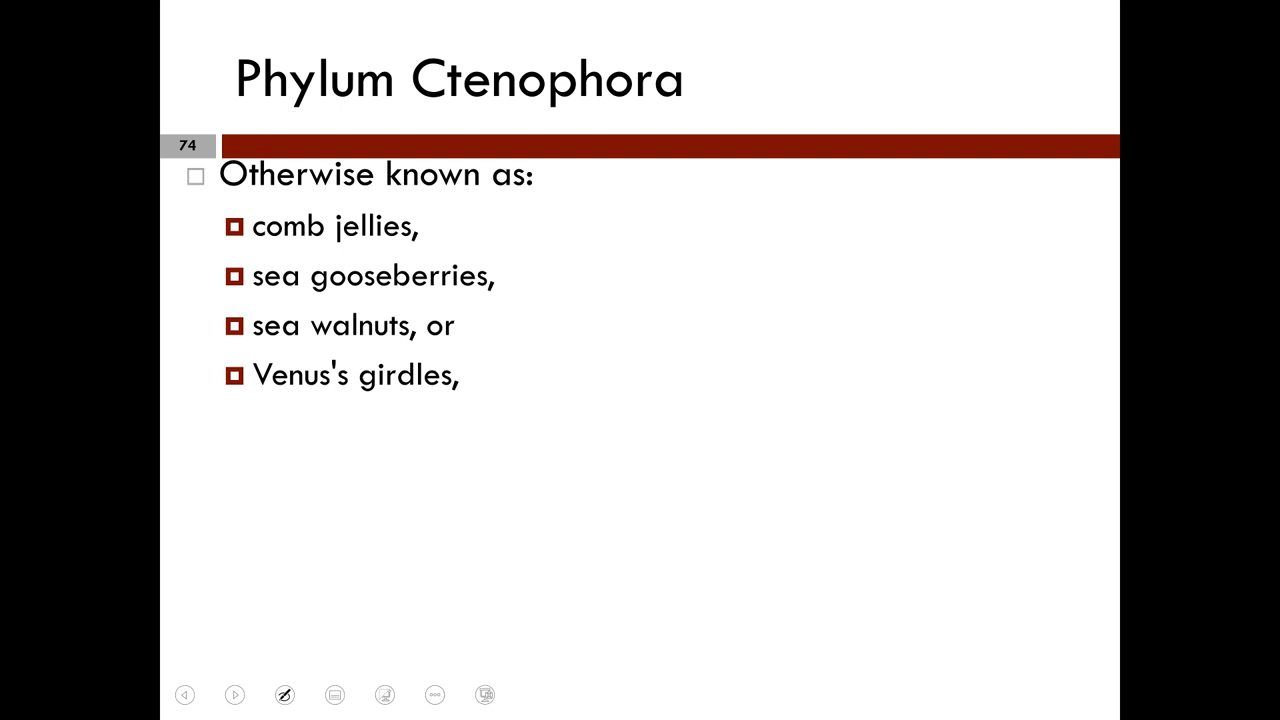 Phylum Ctenophora
74
Otherwise known as:
comb jellies,
sea gooseberries,
sea walnuts, or
Venus's girdles,